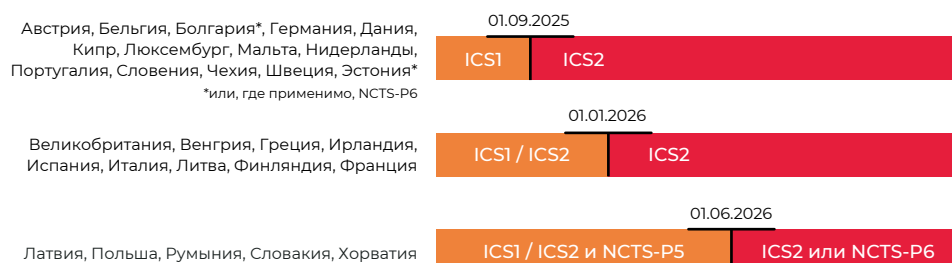 01.09.2025
Австрия, Бельгия, Болгария*, Германия, Дания,
Кипр, Люксембург, Мальта, Нидерланды,
Португалия, Словения, Чехия, Швеция, Эстония*
*или, где применимо, NCTS-P6
ICS1
ICS2
01.01.2026
Великобритания, Венгрия, Греция, Ирландия,
Испания, Италия, Литва, Финляндия, Франция
ICS1 / ICS2
ICS2
01.06.2026
Латвия, Польша, Румыния, Словакия, Хорватия
ICS1 / ICS2 и NCTS-P5
ICS2 или NCTS-P6